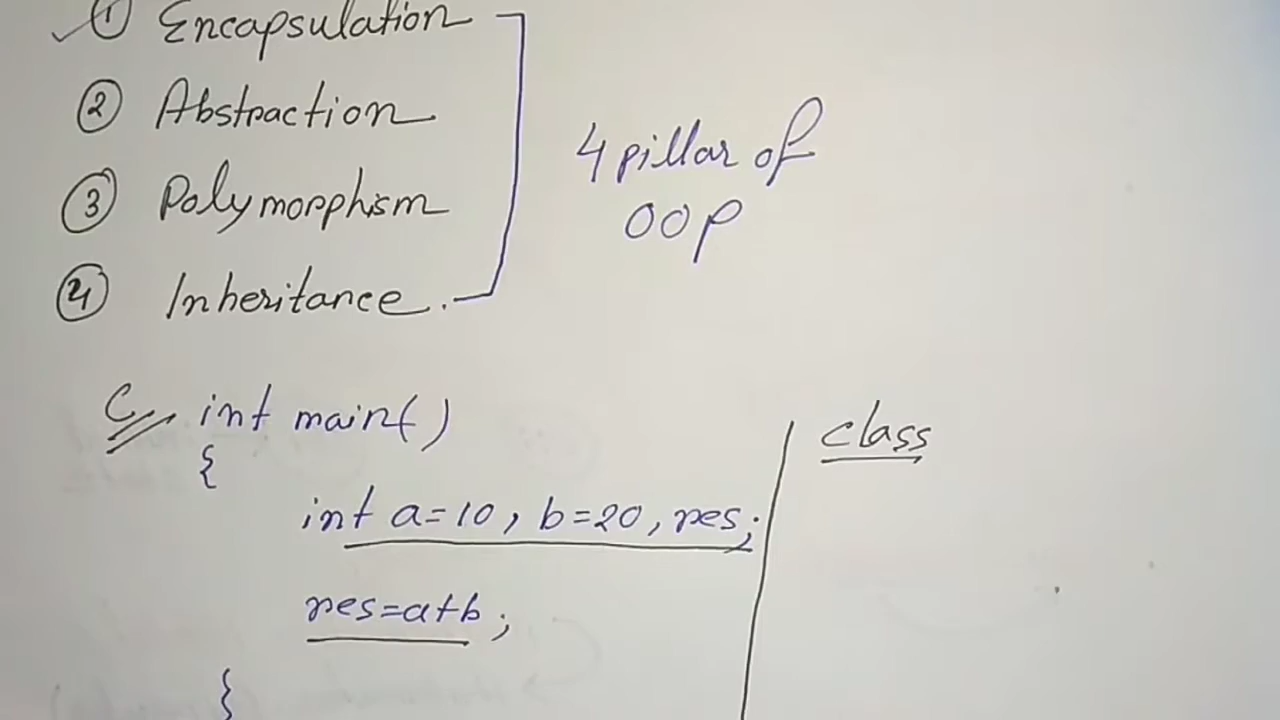 ① Encapsulation
② Abstraction
③ Polymorphism
④ Inheritance.
4 pillar of
OOP
C int main()
{
int a=10, b=20, res;
res=a+b;
}
class